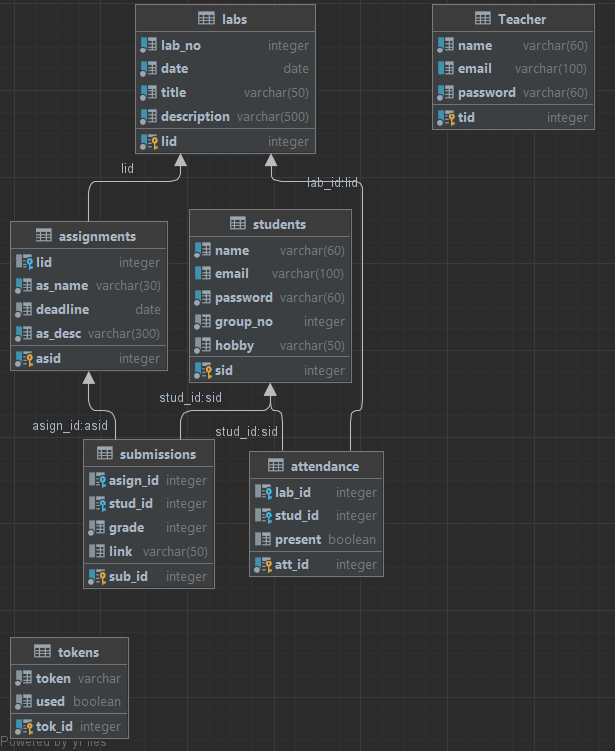 labs
lab_no integer
date date
title varchar(50)
description varchar(500)
lid integer
Teacher
name varchar(60)
email varchar(100)
password varchar(60)
tid integer
lid
lab_id:lid
assignments
lid integer
as_name varchar(30)
deadline date
as_desc varchar(300)
asid integer
students
name varchar(60)
email varchar(100)
password varchar(60)
group_no integer
hobby varchar(50)
sid integer
asign_id:asid
stud_id:sid
stud_id:sid
submissions
asign_id integer
stud_id integer
grade integer
link varchar(50)
sub_id integer
attendance
lab_id integer
stud_id integer
present boolean
att_id integer
tokens
token varchar
used boolean
tok_id integer
Powered by yFiles